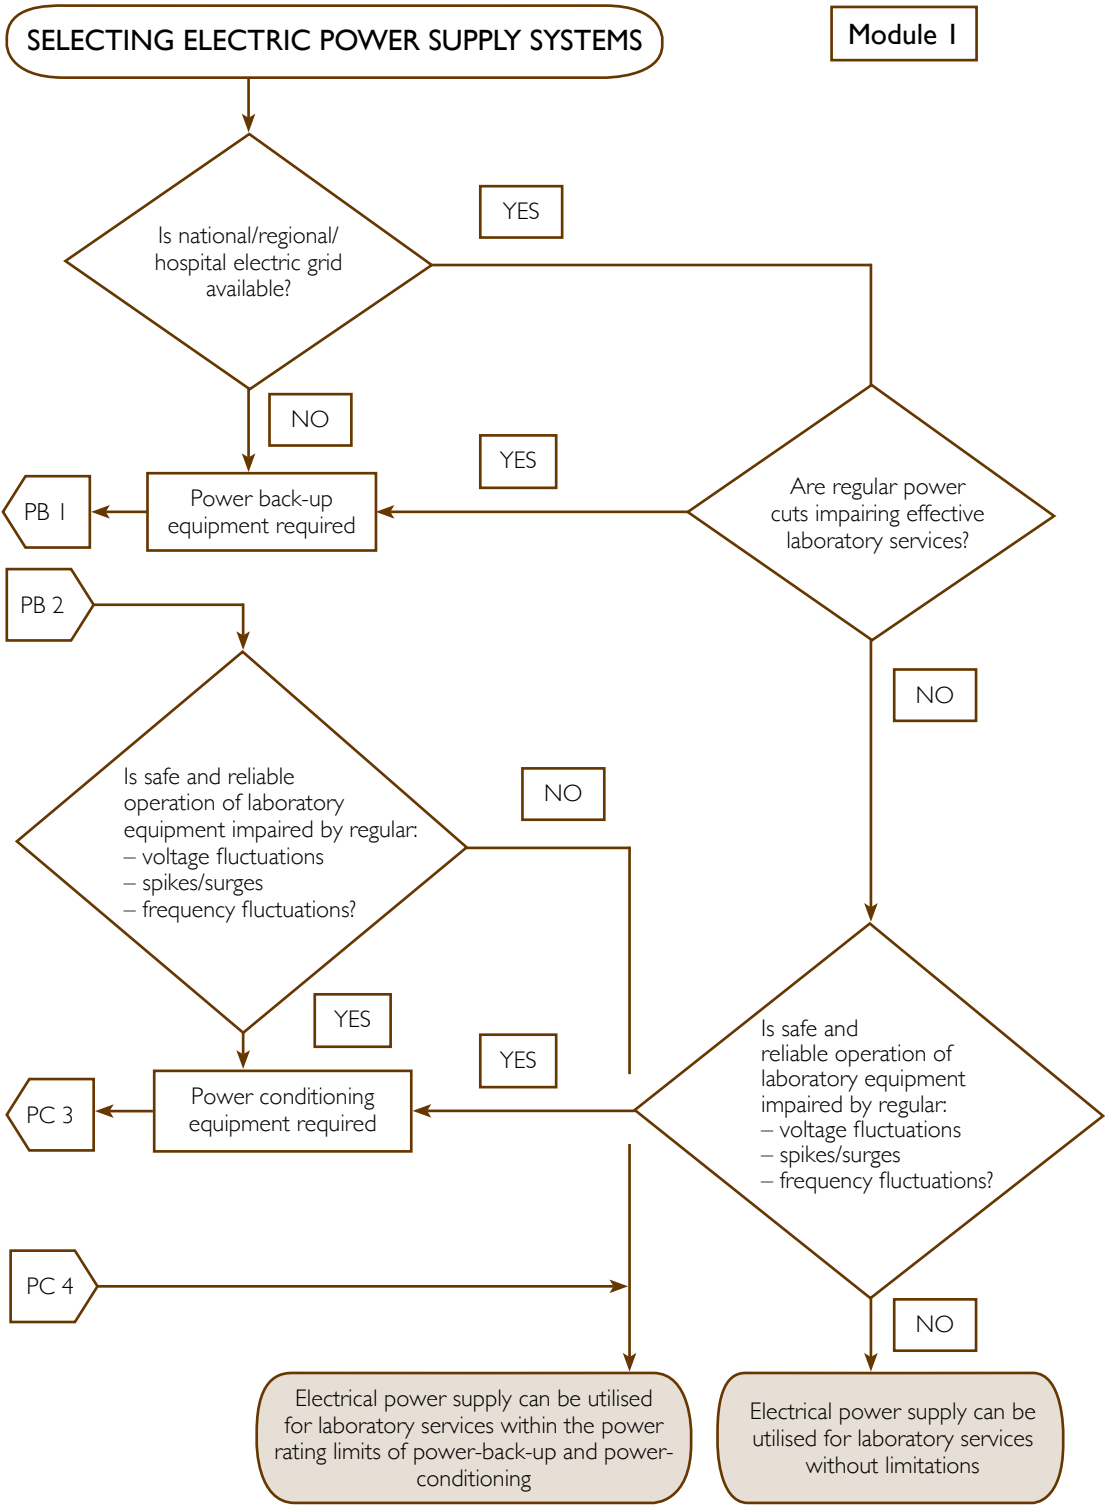 SELECTING ELECTRIC POWER SUPPLY SYSTEMS
Module 1
YES
Is national/regional/
hospital electric grid
available?
NO
YES
Power back-up
equipment required
PB 1
Are regular power
cuts impairing effective
laboratory services?
PB 2
NO
Is safe and reliable
operation of laboratory
equipment impaired by regular:
– voltage fluctuations
– spikes/surges
– frequency fluctuations?
NO
YES
YES
Is safe and
reliable operation of
laboratory equipment
impaired by regular:
– voltage fluctuations
– spikes/surges
– frequency fluctuations?
Power conditioning
equipment required
PC 3
PC 4
NO
Electrical power supply can be utilised
for laboratory services within the power
rating limits of power-back-up and power-
conditioning
Electrical power supply can be
utilised for laboratory services
without limitations